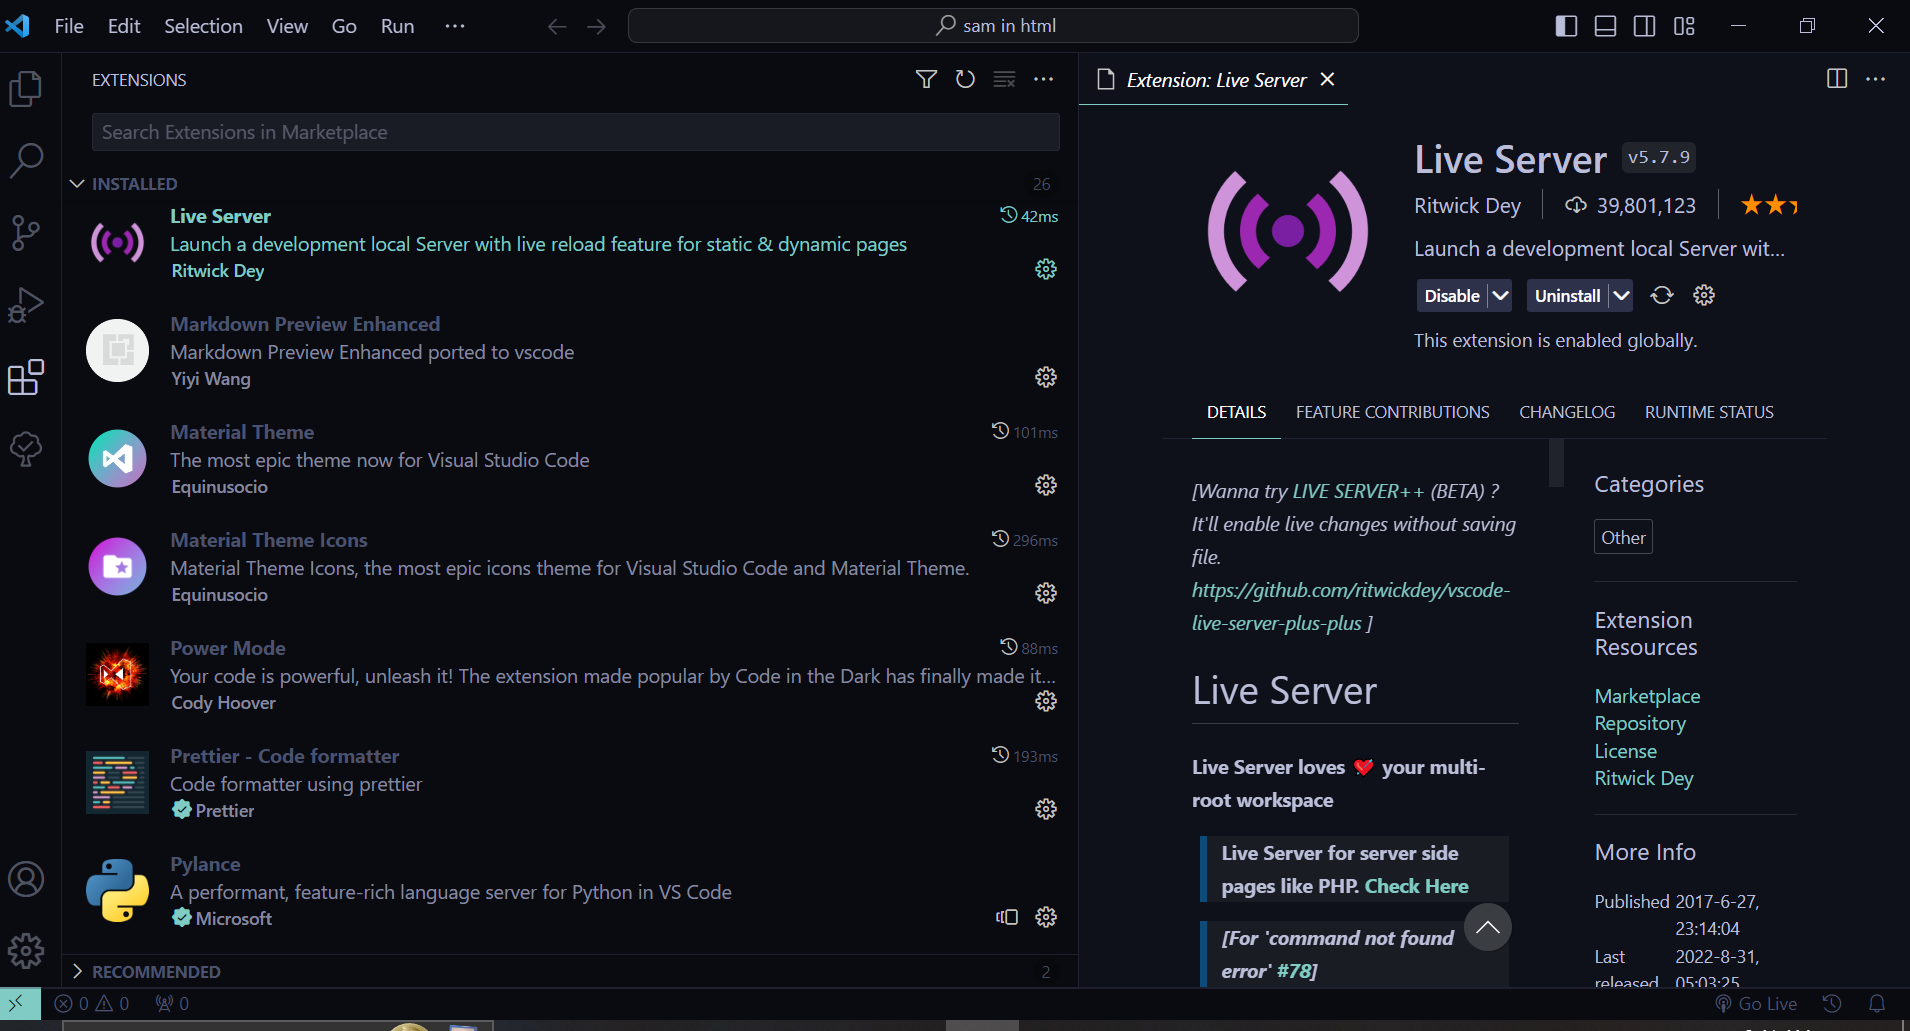 File Edit Selection View Go Run ···
sam in html
EXTENSIONS
Search Extensions in Marketplace
INSTALLED 26
Live Server 42ms
Launch a development local Server with live reload feature for static & dynamic pages
Ritwick Dey
Markdown Preview Enhanced
Markdown Preview Enhanced ported to vscode
Yiyi Wang
Material Theme 101ms
The most epic theme now for Visual Studio Code
Equinusocio
Material Theme Icons 296ms
Material Theme Icons, the most epic icons theme for Visual Studio Code and Material Theme.
Equinusocio
Power Mode 88ms
Your code is powerful, unleash it! The extension made popular by Code in the Dark has finally made it...
Cody Hoover
Prettier - Code formatter 193ms
Code formatter using prettier
Prettier
Pylance
A performant, feature-rich language server for Python in VS Code
Microsoft
RECOMMENDED 2
Extension: Live Server
Live Server v5.7.9
Ritwick Dey 39,801,123
Launch a development local Server wit...
Disable Uninstall
This extension is enabled globally.
DETAILS FEATURE CONTRIBUTIONS CHANGELOG RUNTIME STATUS
[Wanna try LIVE SERVER++ (BETA) ?
It'll enable live changes without saving
file.
https://github.com/ritwickdey/vscode-
live-server-plus-plus ]
Live Server
Live Server loves your multi-
root workspace
Live Server for server side
pages like PHP. Check Here
[For 'command not found
error' #78]
Categories
Other
Extension
Resources
Marketplace
Repository
License
Ritwick Dey
More Info
Published 2017-6-27,
23:14:04
Last 2022-8-31,
released 05:03:25
0 0 0
Go Live